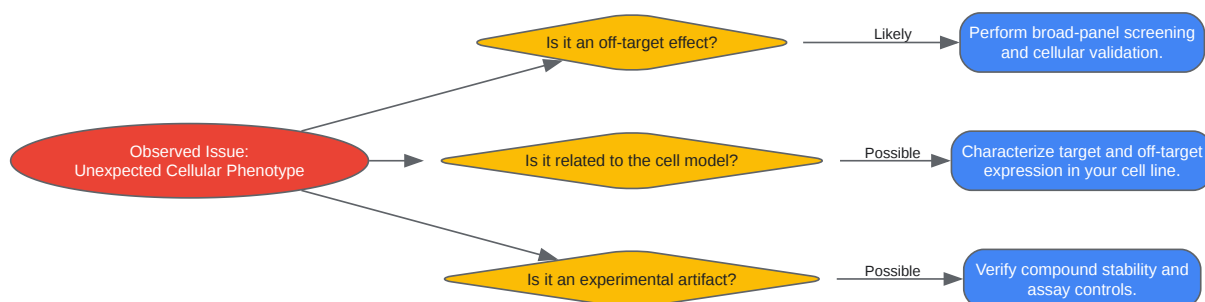 Is it an off-target effect?
Likely
Perform broad-panel screening
and cellular validation.
Observed Issue:
Unexpected Cellular Phenotype
Is it related to the cell model?
Possible
Characterize target and off-target
expression in your cell line.
Is it an experimental artifact?
Possible
Verify compound stability and
assay controls.